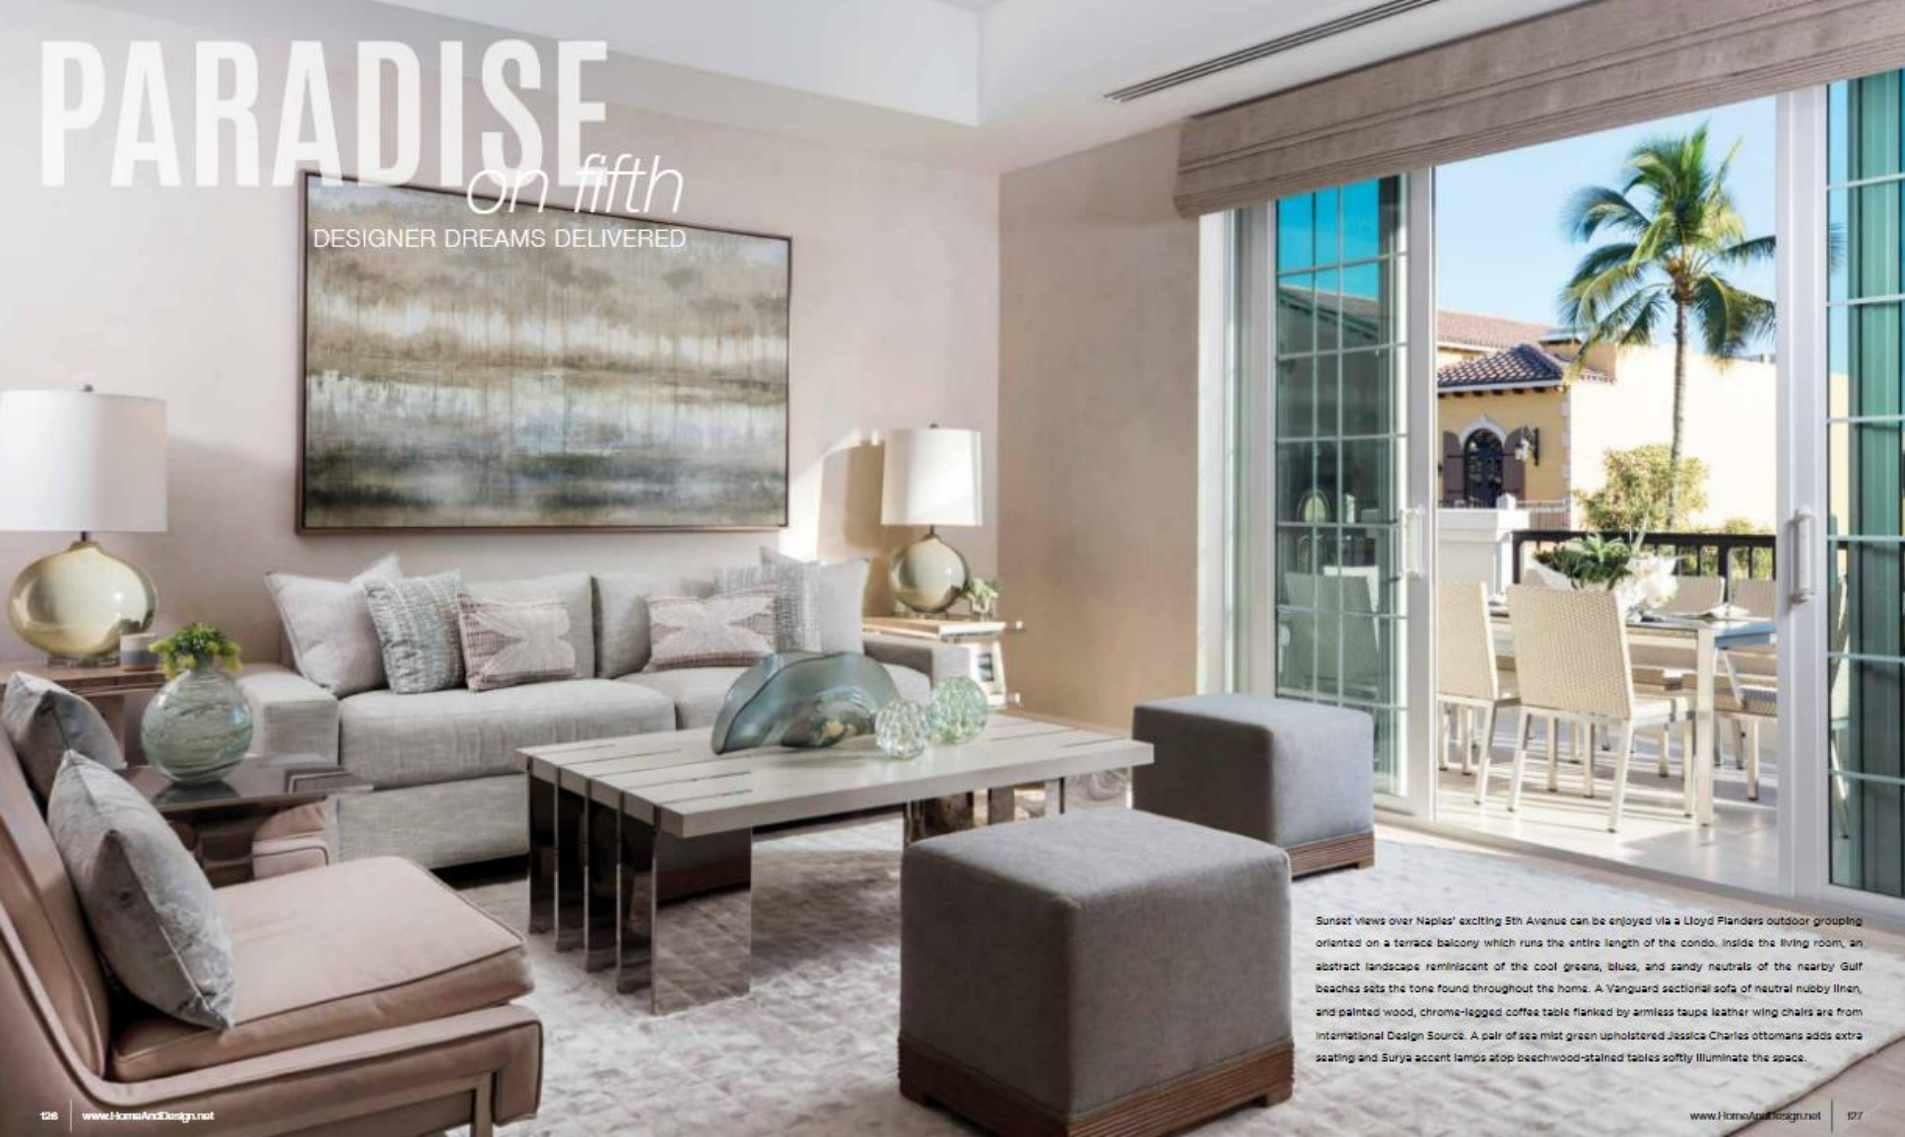 PARADISE
on fifth
DESIGNER DREAMS DELIVERED
Sunset views over Naples' exciting 5th Avenue can be enjoyed via a Lloyd Flanders outdoor grouping
oriented on a terrace balcony which runs the entire length of the condo. Inside the living room, an
abstract landscape reminiscent of the cool greens, blues, and sandy neutrals of the nearby Gulf
beaches sets the tone found throughout the home. A Vanguard sectional sofa of neutral nubby linen,
and painted wood, chrome-legged coffee table flanked by armless taupe leather wing chairs are from
International Design Source. A pair of sea mist green upholstered Jessica Charles ottomans adds extra
seating and Surya accent lamps atop beechwood-stained tables softly illuminate the space.
126 www.HomeAndDesign.net
www.HomeAndDesign.net 127